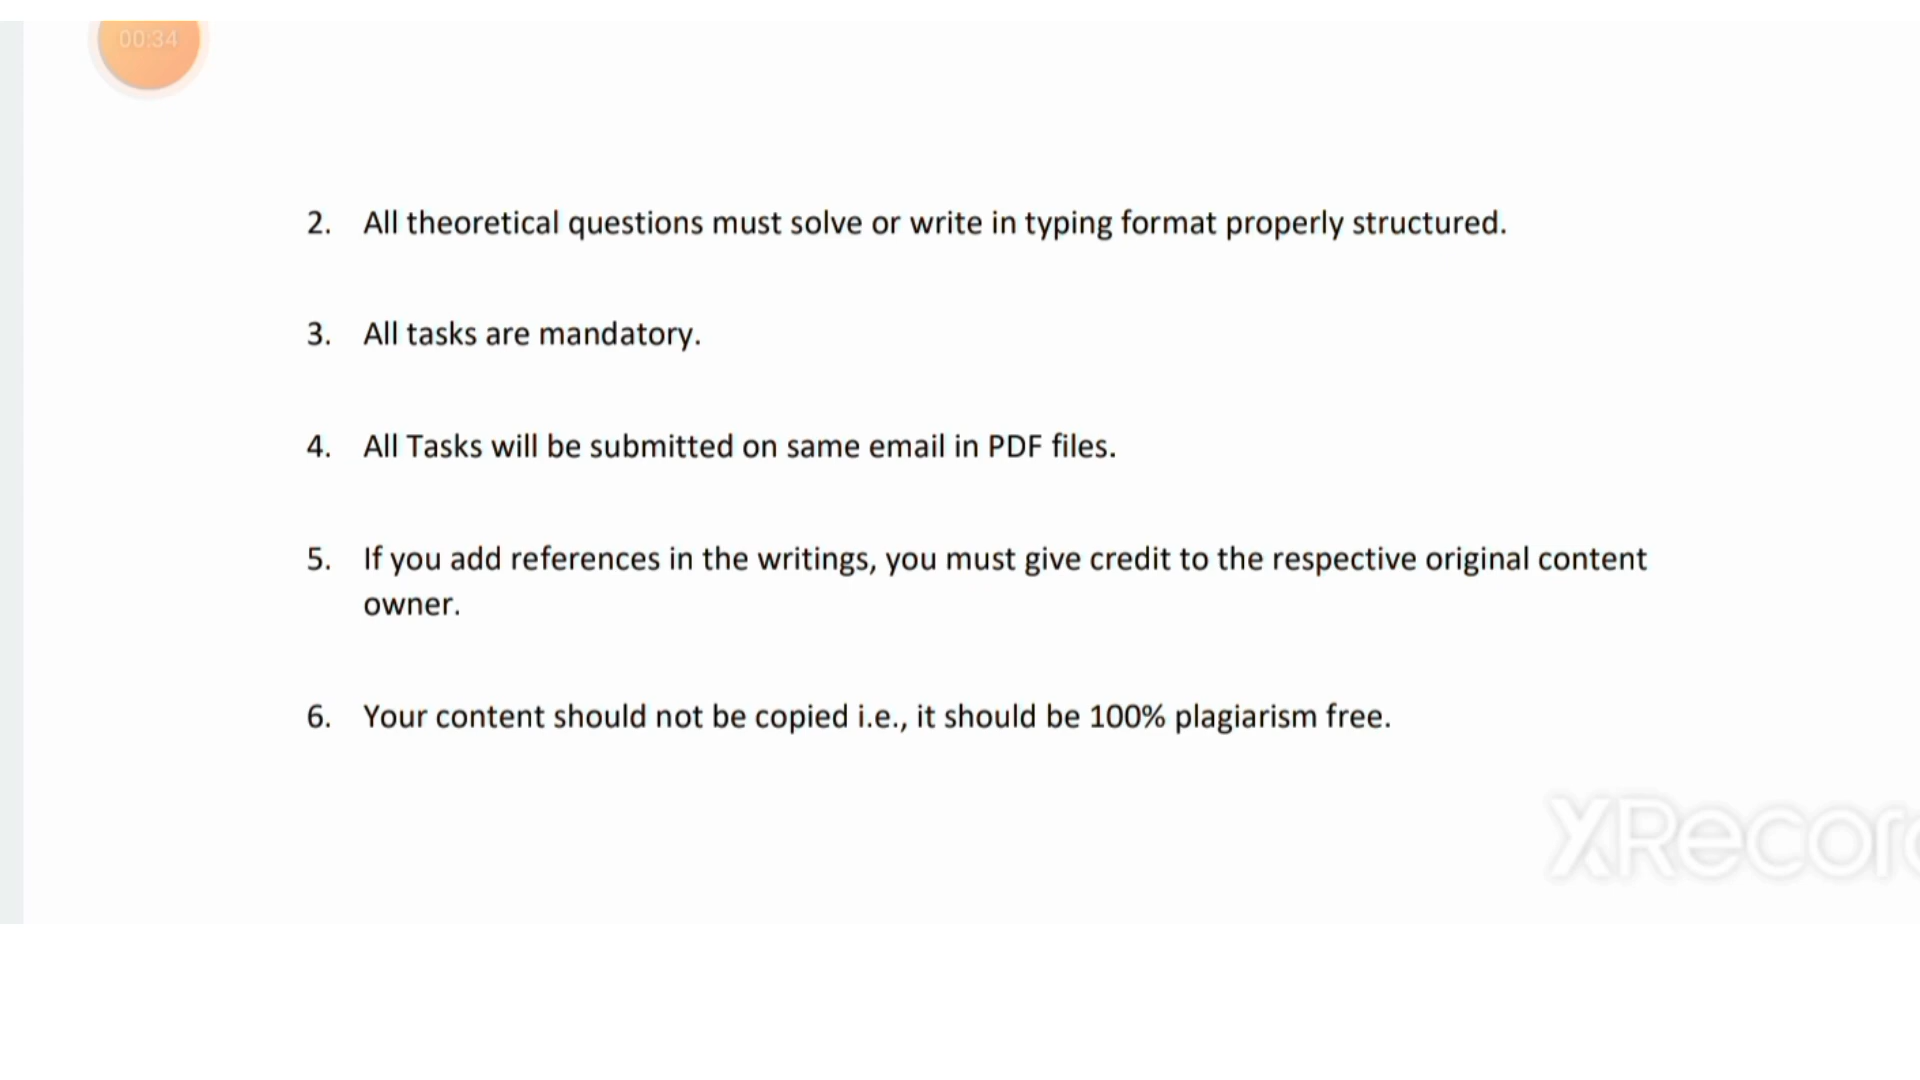 00:34
2. All theoretical questions must solve or write in typing format properly structured.
3. All tasks are mandatory.
4. All Tasks will be submitted on same email in PDF files.
5. If you add references in the writings, you must give credit to the respective original content
owner.
6. Your content should not be copied i.e., it should be 100% plagiarism free.
XRecor